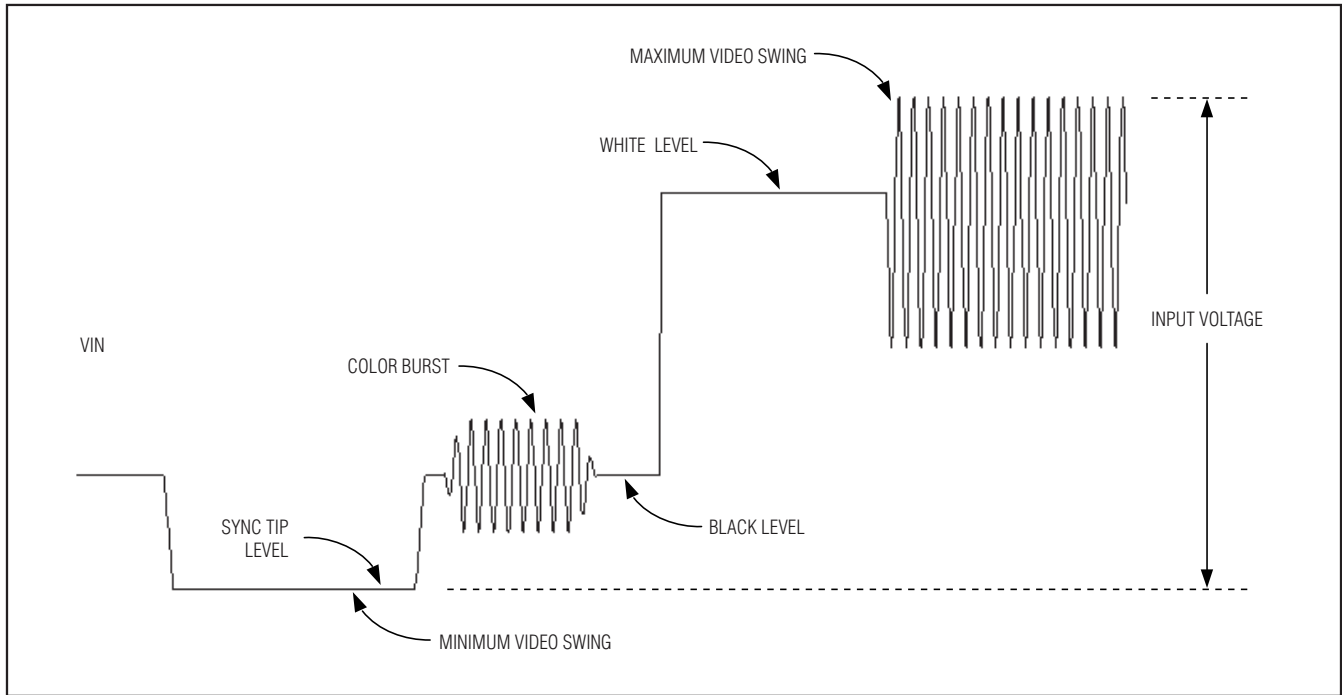 MAXIMUM VIDEO SWING
WHITE LEVEL
INPUT VOLTAGE
VIN
COLOR BURST
SYNC TIP
LEVEL
BLACK LEVEL
MINIMUM VIDEO SWING